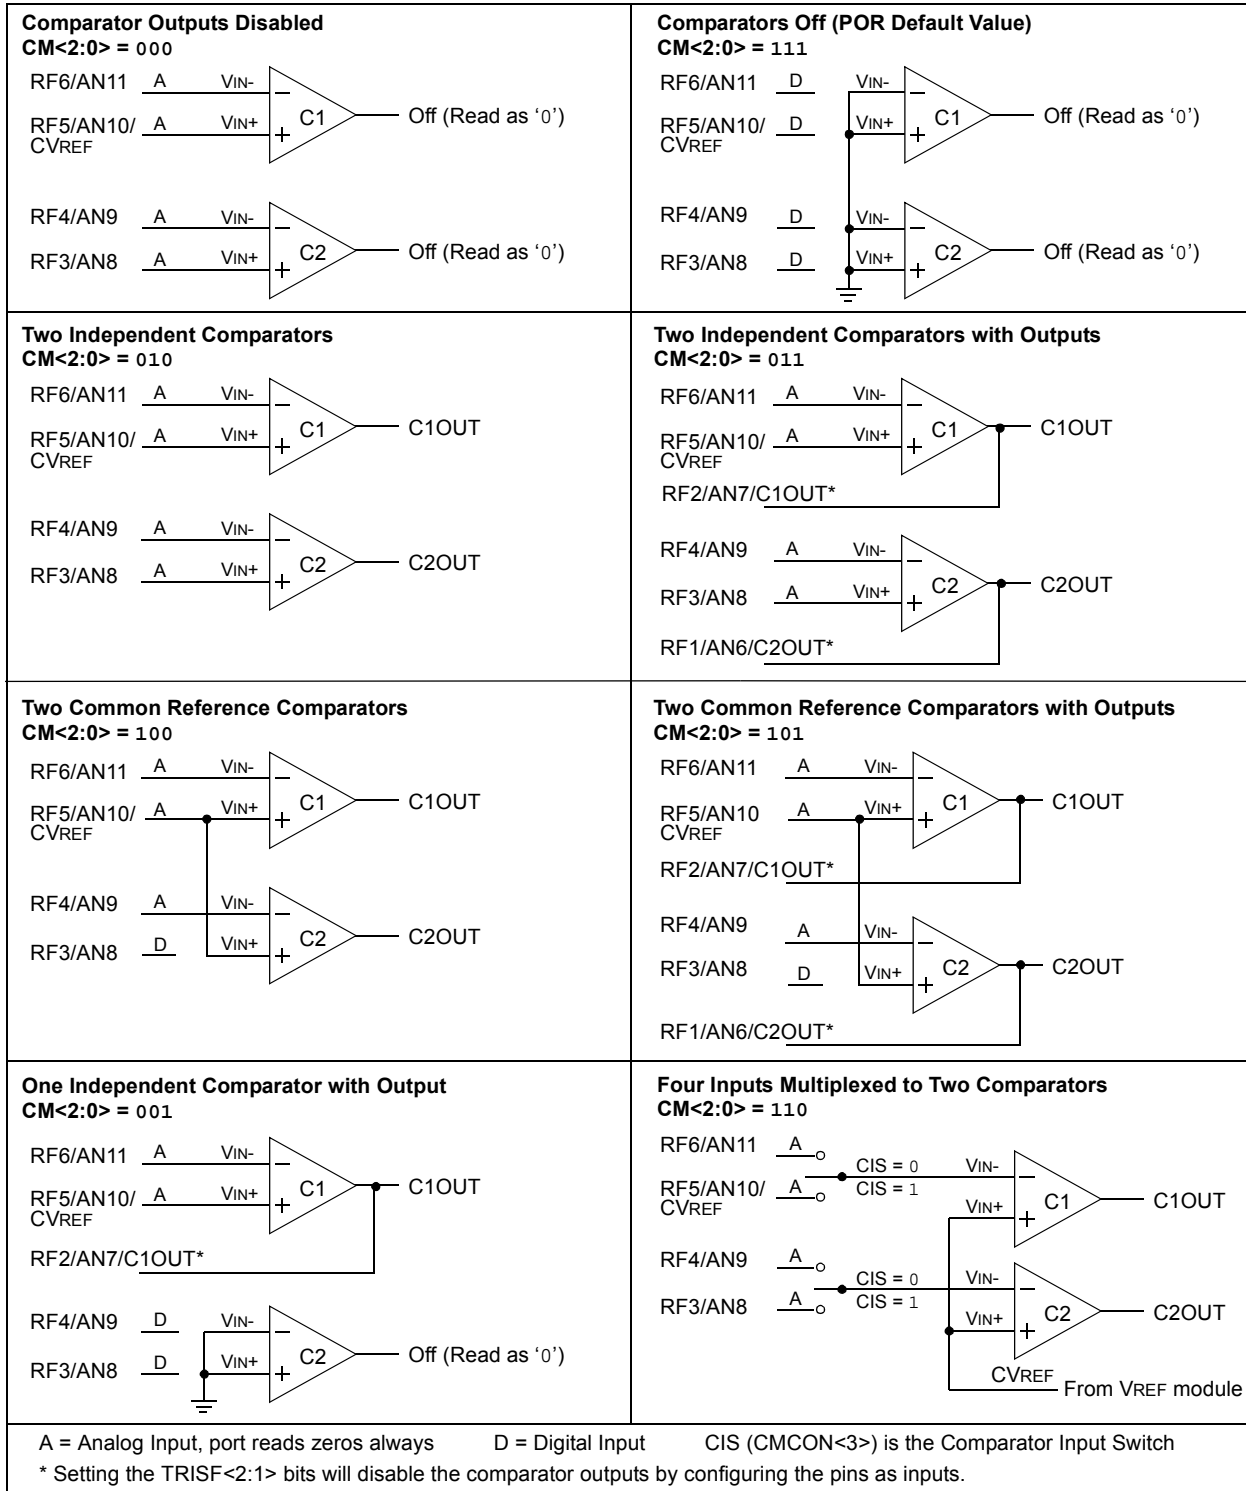 Comparator Outputs Disabled
CM<2:0> = 000
RF6/AN11 A VIN-
C1 Off (Read as ‘0’)
RF5/AN10/ A VIN+
CVREF
RF4/AN9 A VIN-
C2 Off (Read as ‘0’)
RF3/AN8 A VIN+
Comparators Off (POR Default Value)
CM<2:0> = 111
RF6/AN11 D VIN-
C1 Off (Read as ‘0’)
RF5/AN10/ D VIN+
CVREF
RF4/AN9 D VIN-
C2 Off (Read as ‘0’)
RF3/AN8 D VIN+
Two Independent Comparators
CM<2:0> = 010
RF6/AN11 A VIN-
C1 C1OUT
RF5/AN10/ A VIN+
CVREF
RF4/AN9 A VIN-
C2 C2OUT
RF3/AN8 A VIN+
Two Independent Comparators with Outputs
CM<2:0> = 011
RF6/AN11 A VIN-
C1 C1OUT
RF5/AN10/ A VIN+
CVREF
RF2/AN7/C1OUT*
RF4/AN9 A VIN-
C2 C2OUT
RF3/AN8 A VIN+
RF1/AN6/C2OUT*
Two Common Reference Comparators
CM<2:0> = 100
RF6/AN11 A VIN-
C1 C1OUT
RF5/AN10/ A VIN+
CVREF
RF4/AN9 A VIN-
C2 C2OUT
RF3/AN8 D VIN+
Two Common Reference Comparators with Outputs
CM<2:0> = 101
RF6/AN11 A VIN-
C1 C1OUT
RF5/AN10 A VIN+
CVREF
RF2/AN7/C1OUT*
RF4/AN9 A VIN-
C2 C2OUT
RF3/AN8 D VIN+
RF1/AN6/C2OUT*
One Independent Comparator with Output
CM<2:0> = 001
RF6/AN11 A VIN-
C1 C1OUT
RF5/AN10/ A VIN+
CVREF
RF2/AN7/C1OUT*
RF4/AN9 D VIN-
C2 Off (Read as ‘0’)
RF3/AN8 D VIN+
Four Inputs Multiplexed to Two Comparators
CM<2:0> = 110
RF6/AN11 A
CIS = 0 VIN-
RF5/AN10/ A CIS = 1
CVREF
VIN+ C1 C1OUT
RF4/AN9 A
CIS = 0 VIN-
RF3/AN8 A CIS = 1
VIN+ C2 C2OUT
CVREF
From VREF module
A = Analog Input, port reads zeros always D = Digital Input CIS (CMCON<3>) is the Comparator Input Switch
* Setting the TRISF<2:1> bits will disable the comparator outputs by configuring the pins as inputs.